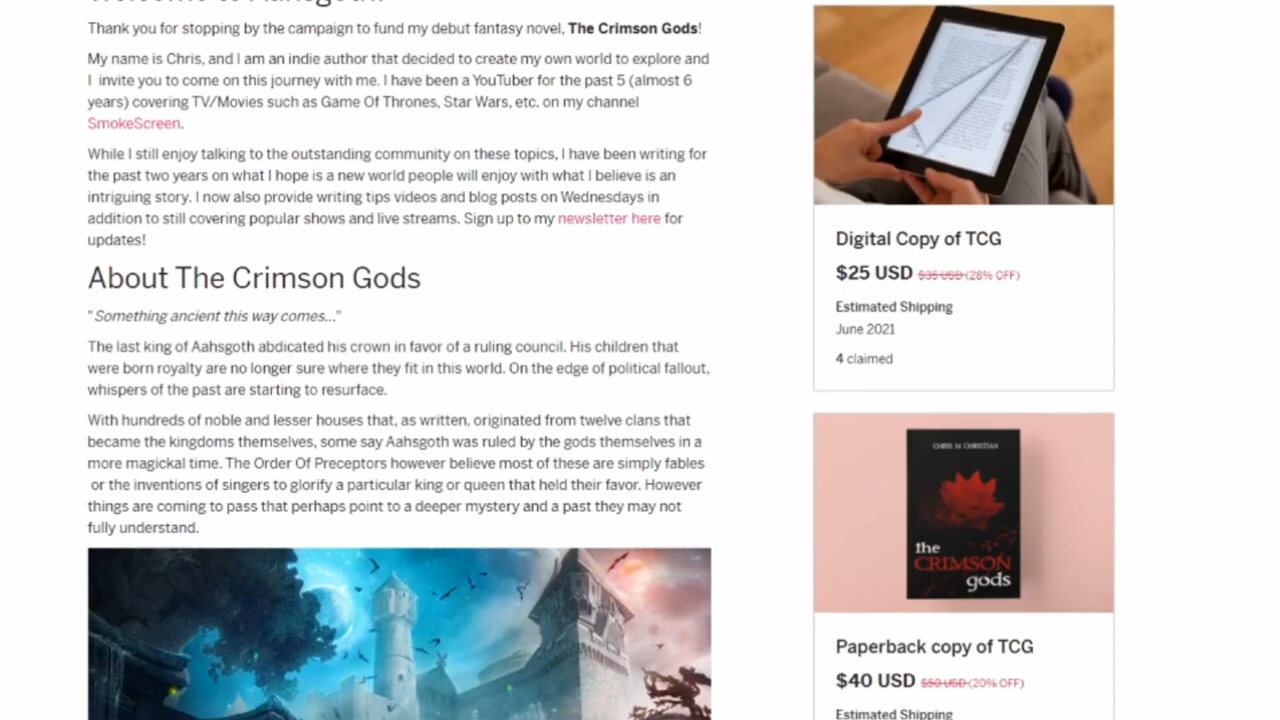 Thank you for stopping by the campaign to fund my debut fantasy novel, The Crimson Gods!
My name is Chris, and I am an indie author that decided to create my own world to explore and
I  invite you to come on this journey with me. I have been a YouTuber for the past 5 (almost 6
years) covering TV/Movies such as Game Of Thrones, Star Wars, etc. on my channel
SmokeScreen.
While I still enjoy talking to the outstanding community on these topics, I have been writing for
the past two years on what I hope is a new world people will enjoy with what I believe is an
intriguing story. I now also provide writing tips videos and blog posts on Wednesdays in
addition to still covering popular shows and live streams. Sign up to my newsletter here for
updates!
About The Crimson Gods
"Something ancient this way comes..."
The last king of Aahsgoth abdicated his crown in favor of a ruling council. His children that
were born royalty are no longer sure where they fit in this world. On the edge of political fallout,
whispers of the past are starting to resurface.
With hundreds of noble and lesser houses that, as written, originated from twelve clans that
became the kingdoms themselves, some say Aahsgoth was ruled by the gods themselves in a
more magickal time. The Order Of Preceptors however believe most of these are simply fables
or the inventions of singers to glorify a particular king or queen that held their favor. However
things are coming to pass that perhaps point to a deeper mystery and a past they may not
fully understand.
Digital Copy of TCG
$25 USD $35 USD (28% OFF)
Estimated Shipping
June 2021
4 claimed
CHRIS M CHRISTIAN
the
CRIMSON
gods
Paperback copy of TCG
$40 USD $50 USD (20% OFF)
Estimated Shipping